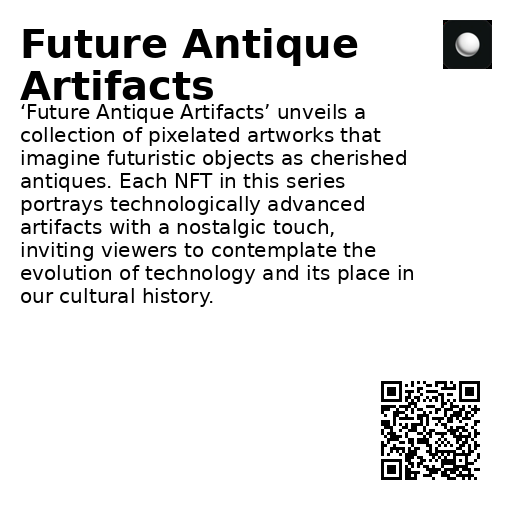 Future Antique
Artifacts
‘Future Antique Artifacts’ unveils a
collection of pixelated artworks that
imagine futuristic objects as cherished
antiques. Each NFT in this series
portrays technologically advanced
artifacts with a nostalgic touch,
inviting viewers to contemplate the
evolution of technology and its place in
our cultural history.